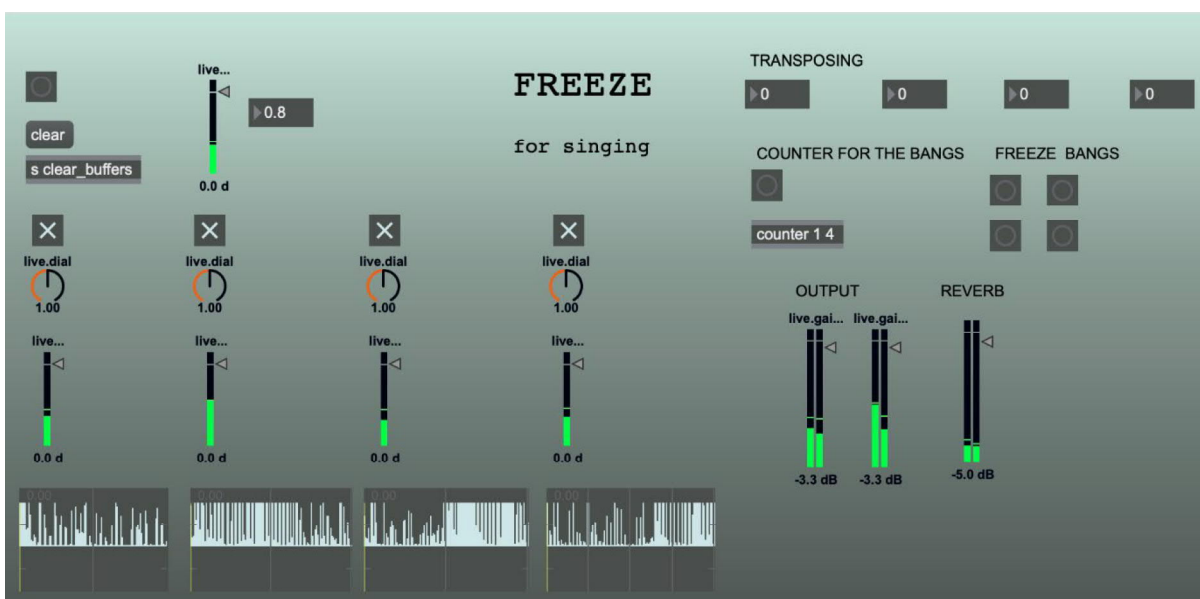 live...
0.8
clear
s clear_buffers
0.0 d
FREEZE
for singing
TRANSPOSING
0 0 0 0
COUNTER FOR THE BANGS FREEZE BANGS
counter 1 4
live.dial live.dial live.dial live.dial
1.00 1.00 1.00 1.00
live... live... live... live...
0.0 d 0.0 d 0.0 d 0.0 d
OUTPUT REVERB
live.gai... live.gai...
-3.3 dB -3.3 dB -5.0 dB
0:00 0:00 0:00 0:00